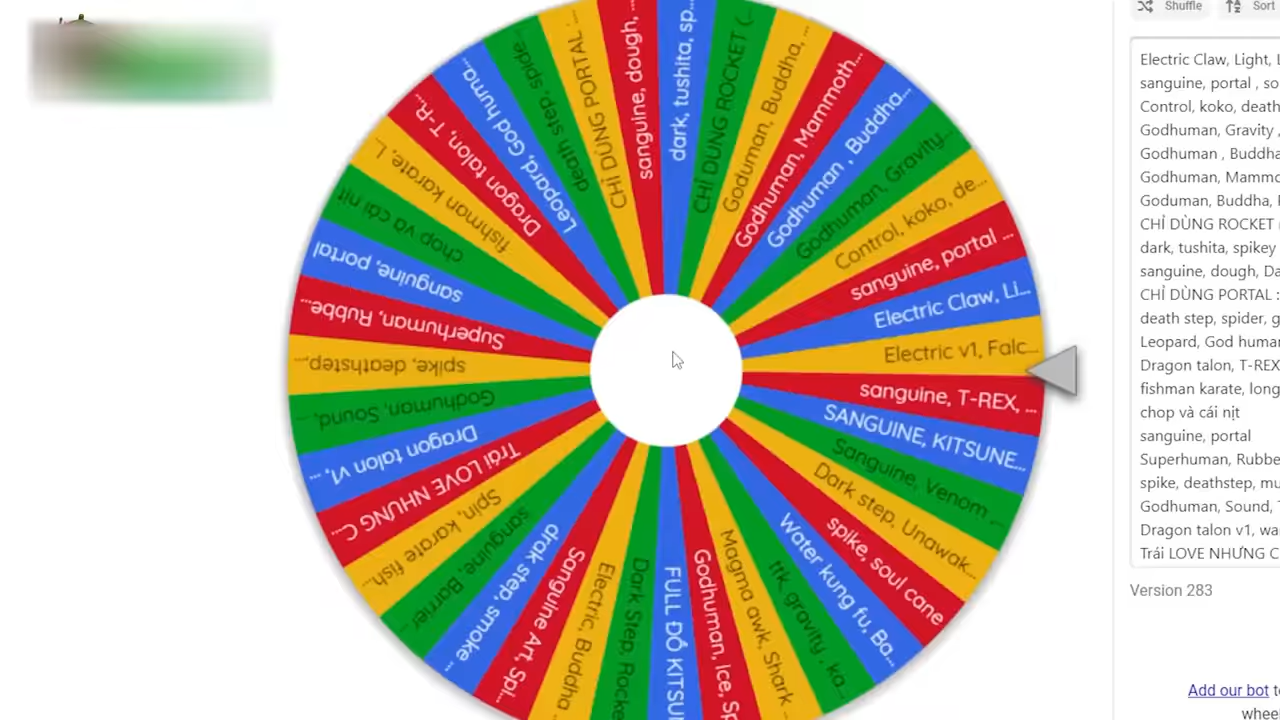 Shuffle Sort
dark, tushita, sp...
CHỈ DÙNG ROCKET (...
Goduman, Buddha, ...
Godhuman, Mammoth...
Godhuman , Buddha...
Godhuman, Gravity...
Control, koko, de...
sanguine, portal ...
Electric Claw, Li...
Electric v1, Falc...
sanguine, T-REX, ...
SANGUINE, KITSUNE...
Sanguine, Venom ...
Dark step, Unawak...
spike, soul cane
Water kung fu, Ba...
ttk, gravity , ka...
Magma awk, Shark ...
Godhuman, Ice, Sp
FULL ĐỒ KITSU
Dark Step, Rocke
Electric, Buddha ...
Sanguine Art, Spi...
drak step, smoke ...
sanguine, Barrier ...
Spin, karate fish...
Trái LOVE NHƯNG C...
Dragon talon v1, ...
Godhuman, Sound, ...
spike, deathstep,...
Superhuman, Rubbe...
sanguine, portal
chop và cái nịt
fishman karate, l...
Dragon talon, T-R...
Leopard, God huma...
death step, spide...
CHỈ DÙNG PORTAL :...
sanguine, dough, ...
Electric Claw, Light, L
sanguine, portal , so
Control, koko, death
Godhuman, Gravity
Godhuman , Buddha
Godhuman, Mammo
Goduman, Buddha,
CHỈ DÙNG ROCKET
dark, tushita, spikey
sanguine, dough, Da
CHỈ DÙNG PORTAL :
death step, spider, g
Leopard, God human
Dragon talon, T-REX
fishman karate, long
chop và cái nịt
sanguine, portal
Superhuman, Rubbe
spike, deathstep, mu
Godhuman, Sound,
Dragon talon v1, wa
Trái LOVE NHƯNG C
Version 283
Add our bot to
whee